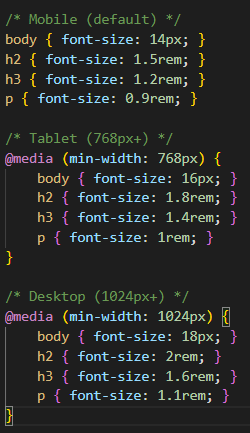 /* Mobile (default) */
body { font-size: 14px; }
h2 { font-size: 1.5rem; }
h3 { font-size: 1.2rem; }
p { font-size: 0.9rem; }

/* Tablet (768px+) */
@media (min-width: 768px) {
    body { font-size: 16px; }
    h2 { font-size: 1.8rem; }
    h3 { font-size: 1.4rem; }
    p { font-size: 1rem; }
}

/* Desktop (1024px+) */
@media (min-width: 1024px) {
    body { font-size: 18px; }
    h2 { font-size: 2rem; }
    h3 { font-size: 1.6rem; }
    p { font-size: 1.1rem; }
}